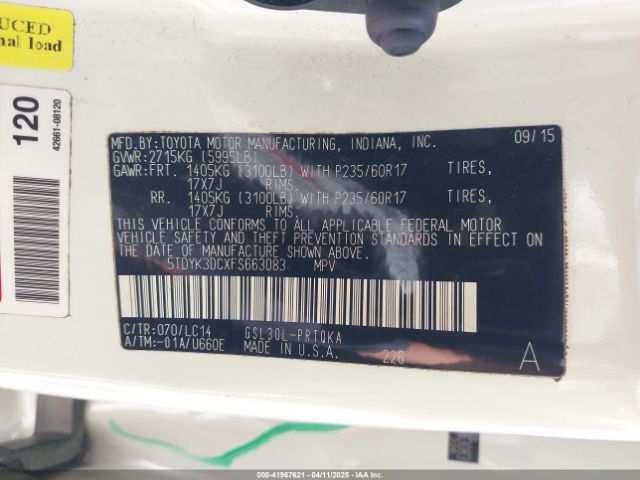 UCED
nal load
120
42661-08120
MFD.BY:TOYOTA MOTOR MANUFACTURING, INDIANA, INC. 09/15
GVWR:2715KG (5995LB)
GAWR:FRT. 1405KG (3100LB) WITH P235/60R17 TIRES,
17X7J RIMS.
RR. 1405KG (3100LB) WITH P235/60R17 TIRES,
17X7J RIMS.
THIS VEHICLE CONFORMS TO ALL APPLICABLE FEDERAL MOTOR
VEHICLE SAFETY AND THEFT PREVENTION STANDARDS IN EFFECT ON
THE DATE OF MANUFACTURE SHOWN ABOVE.
5TDYK3DCXFS663083 MPV
C/TR:070/LC14 GSL30L-PRTQKA
A/TM:-01A/U660E MADE IN U.S.A.
226
A
000-41967621 - 04/11/2025 - IAAI.COM